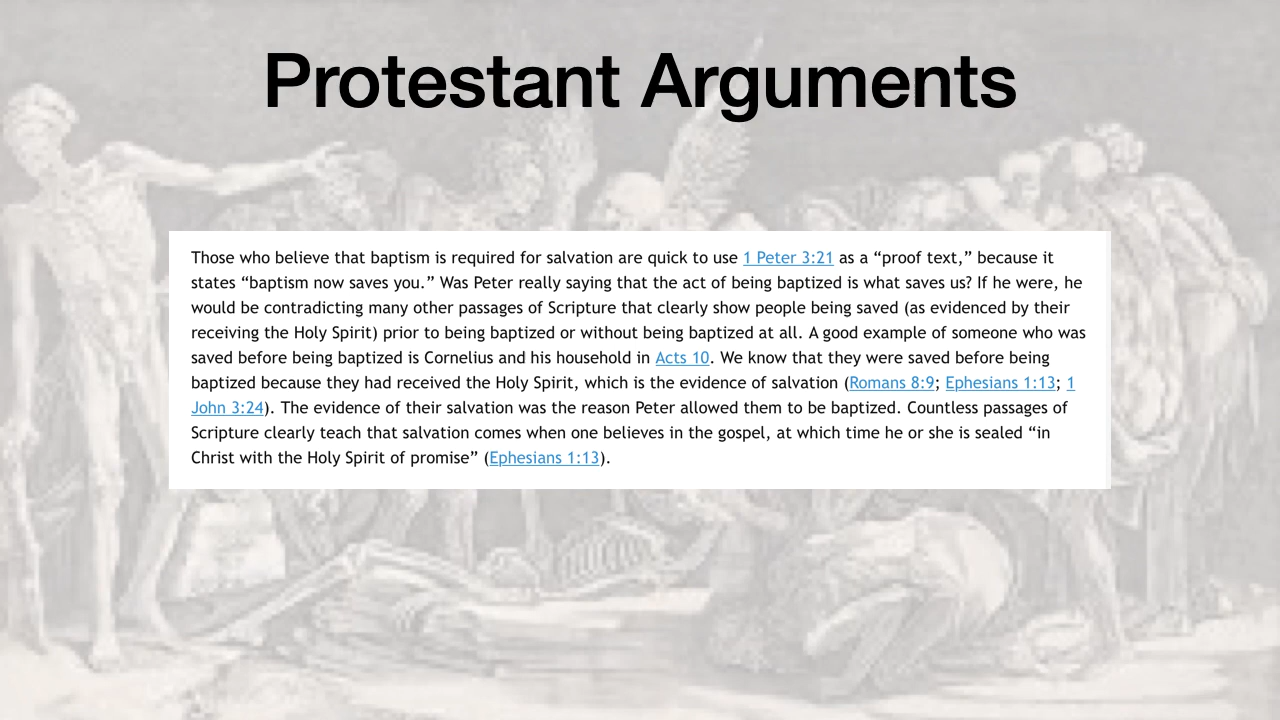 Protestant Arguments
Those who believe that baptism is required for salvation are quick to use 1 Peter 3:21 as a “proof text,” because it
states “baptism now saves you.” Was Peter really saying that the act of being baptized is what saves us? If he were, he
would be contradicting many other passages of Scripture that clearly show people being saved (as evidenced by their
receiving the Holy Spirit) prior to being baptized or without being baptized at all. A good example of someone who was
saved before being baptized is Cornelius and his household in Acts 10. We know that they were saved before being
baptized because they had received the Holy Spirit, which is the evidence of salvation (Romans 8:9; Ephesians 1:13; 1
John 3:24). The evidence of their salvation was the reason Peter allowed them to be baptized. Countless passages of
Scripture clearly teach that salvation comes when one believes in the gospel, at which time he or she is sealed “in
Christ with the Holy Spirit of promise” (Ephesians 1:13).